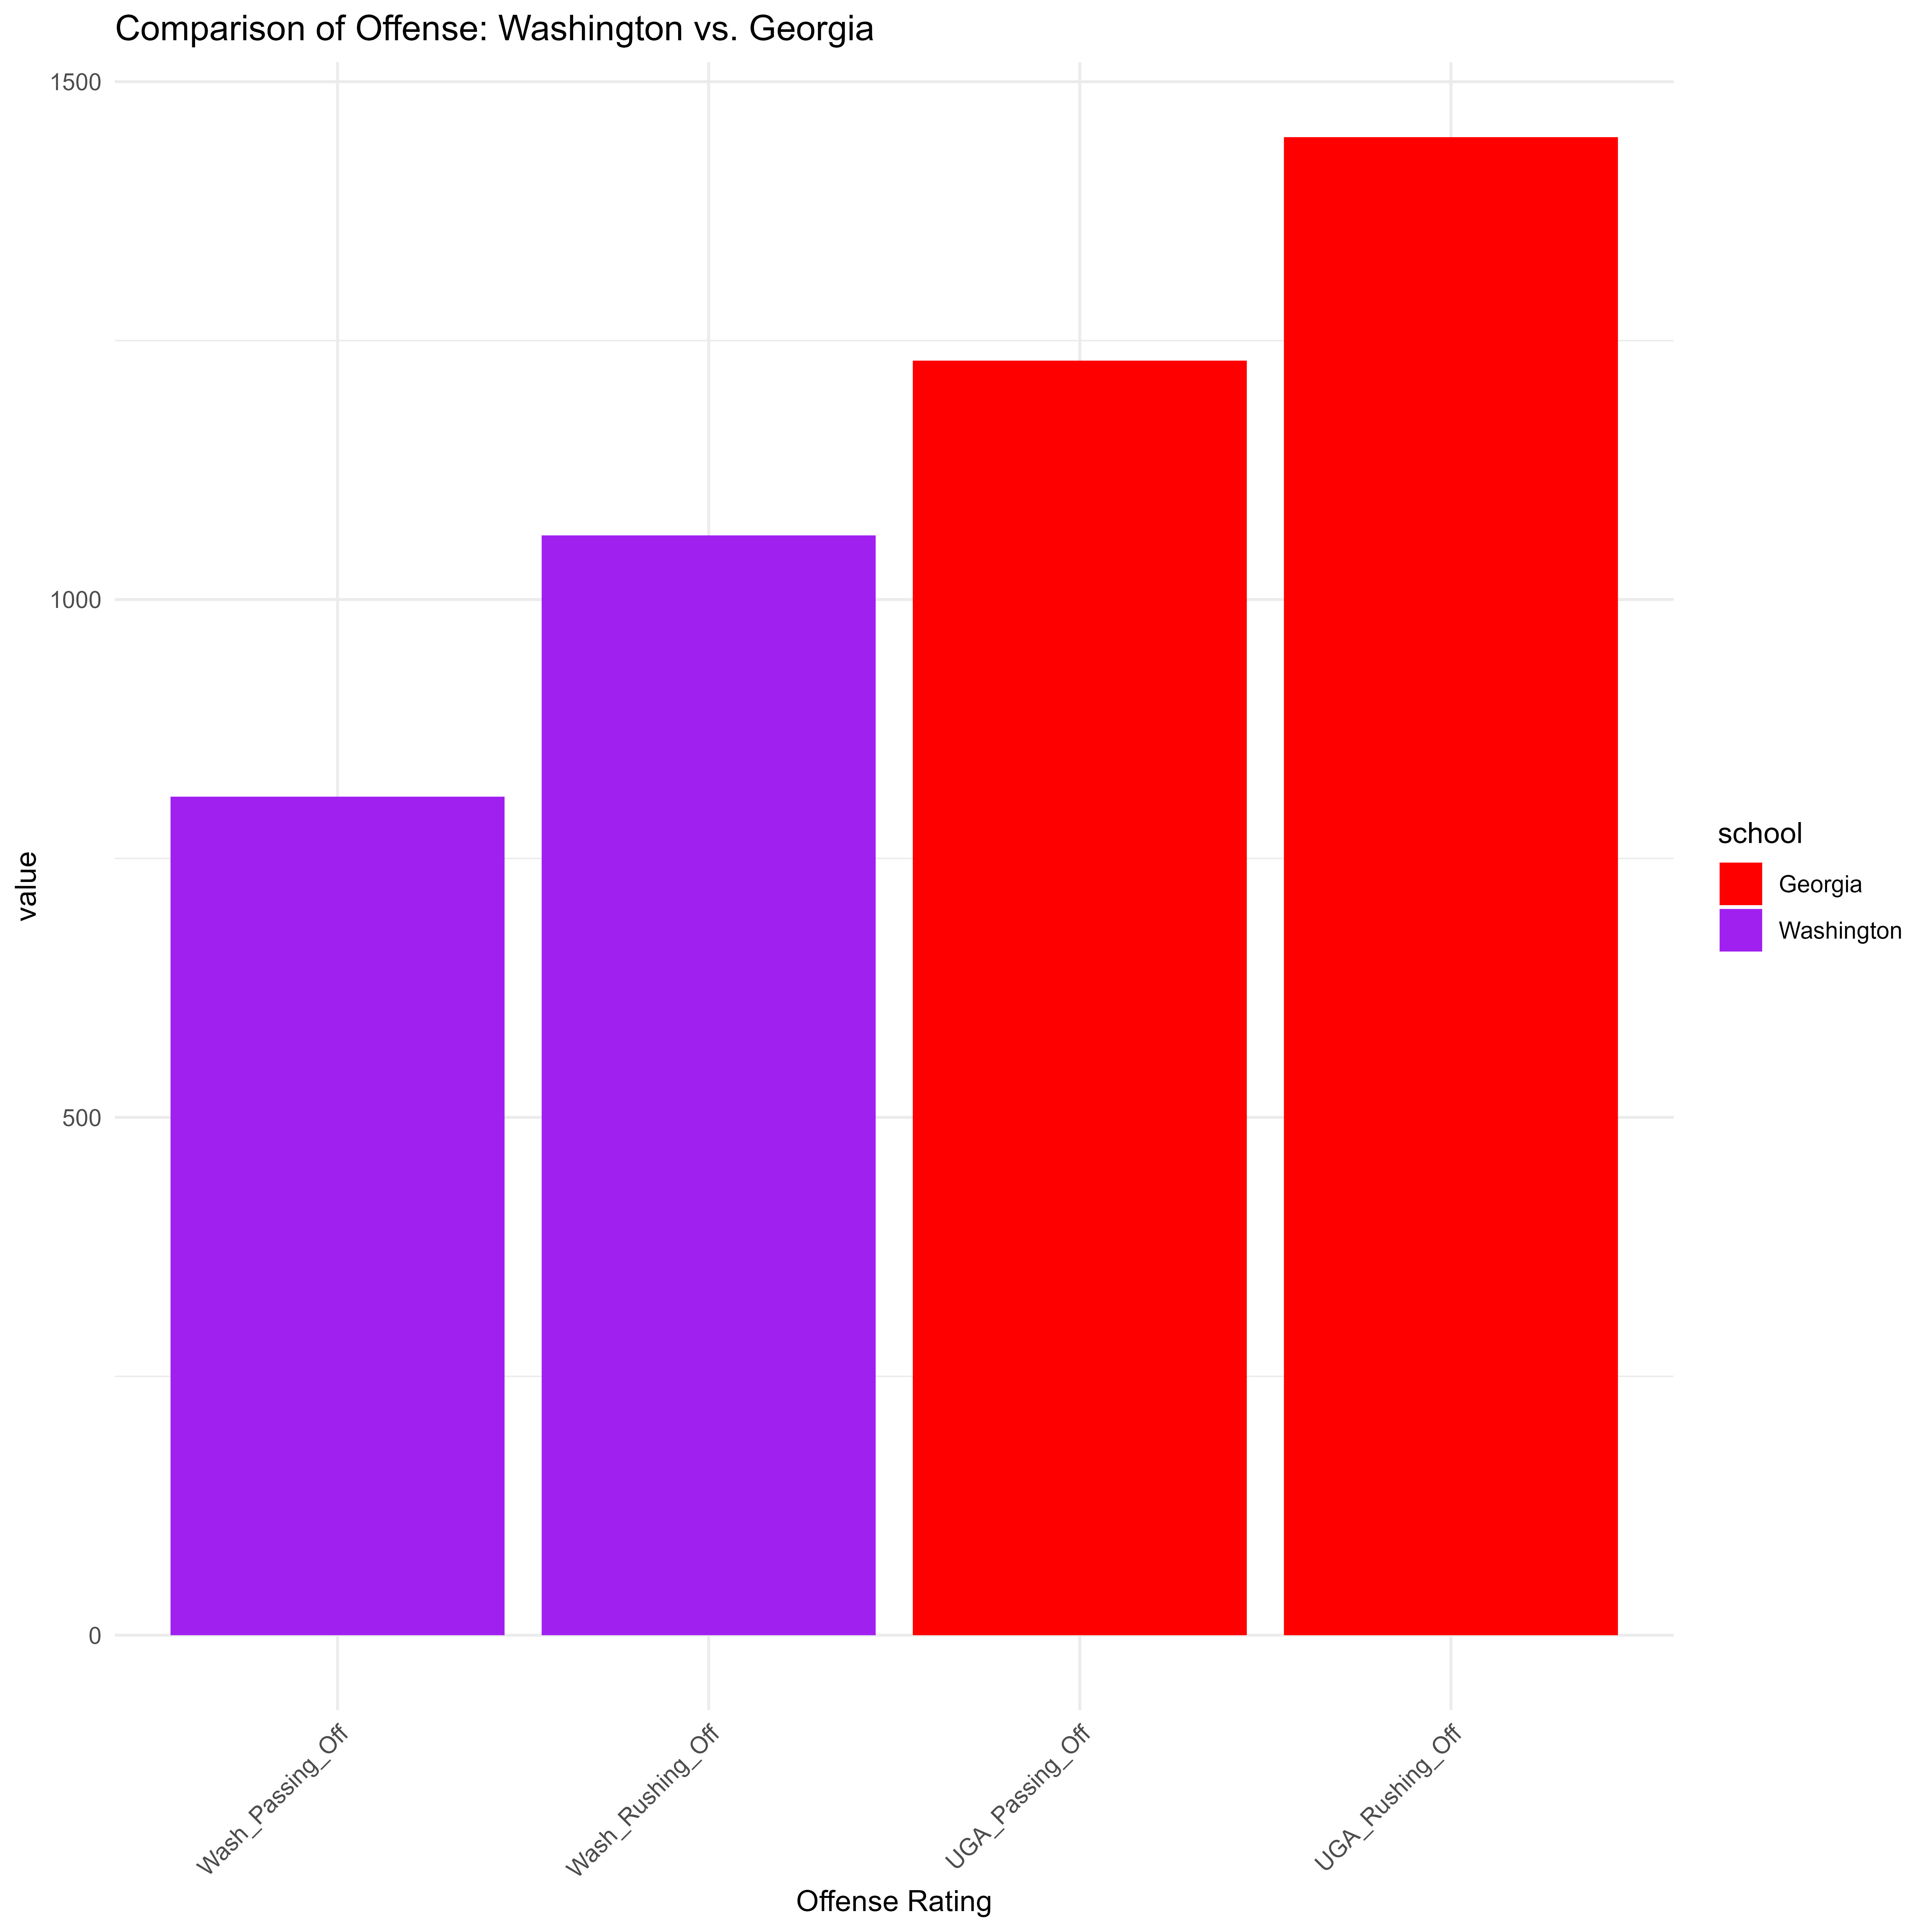 Comparison of Offense: Washington vs. Georgia
1500
1000
500
0
value
Wash_Passing_Off
Wash_Rushing_Off
UGA_Passing_Off
UGA_Rushing_Off
Offense Rating
school
Georgia
Washington